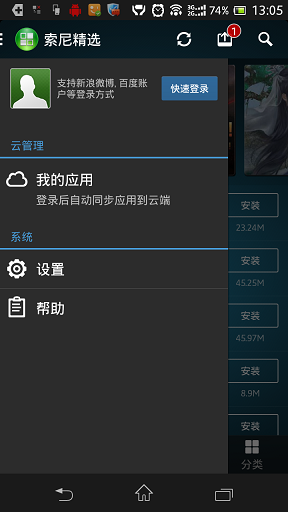 3G 2G 74% 13:05
索尼精选
1
支持新浪微博, 百度账
户等登录方式
快速登录
云管理
我的应用
登录后自动同步应用到云端
系统
设置
帮助
安装
23.24M
安装
45.25M
安装
45.97M
安装
8.9M
安装
分类